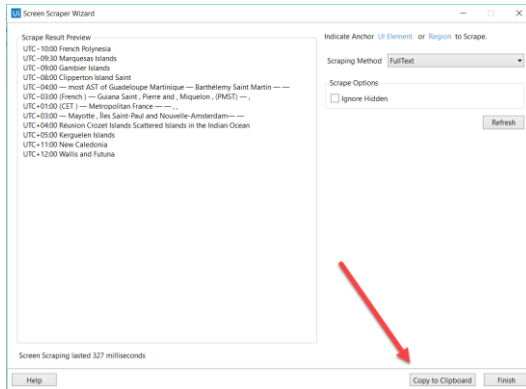 Ui Screen Scraper Wizard
Scrape Result Preview
UTC−10:00 French Polynesia
UTC−09:30 Marquesas Islands
UTC−09:00 Gambier Islands
UTC−08:00 Clipperton Island Saint
UTC−04:00 — most AST of Guadeloupe Martinique — Barthélemy Saint Martin — —
UTC−03:00 (French ) — Guiana Saint , Pierre and , Miquelon , (PMST) — ,
UTC+01:00 (CET ) — Metropolitan France — — , ,
UTC+03:00 — Mayotte , Îles Saint-Paul and Nouvelle-Amsterdam— —
UTC+04:00 Réunion Crozet Islands Scattered Islands in the Indian Ocean
UTC+05:00 Kerguelen Islands
UTC+11:00 New Caledonia
UTC+12:00 Wallis and Futuna
Screen Scraping lasted 327 milliseconds
Indicate Anchor UI Element or Region to Scrape.
Scraping Method FullText
Scrape Options
Ignore Hidden
Refresh
Help
Copy to Clipboard
Finish